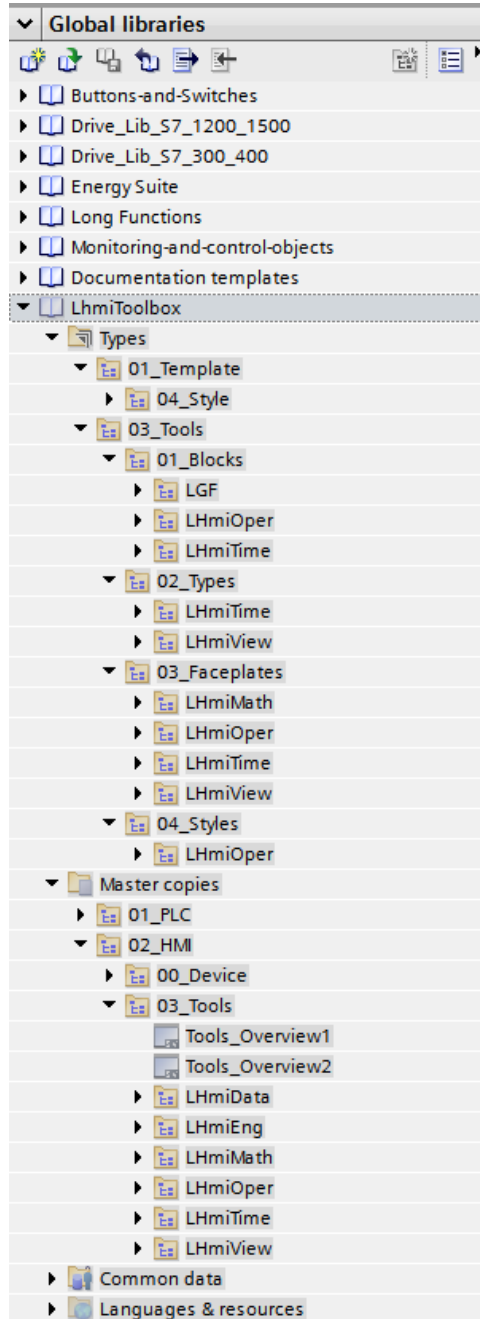 Global libraries
Buttons-and-Switches
Drive_Lib_S7_1200_1500
Drive_Lib_S7_300_400
Energy Suite
Long Functions
Monitoring-and-control-objects
Documentation templates
LhmiToolbox
Types
01_Template
04_Style
03_Tools
01_Blocks
LGF
LHmiOper
LHmiTime
02_Types
LHmiTime
LHmiView
03_Faceplates
LHmiMath
LHmiOper
LHmiTime
LHmiView
04_Styles
LHmiOper
Master copies
01_PLC
02_HMI
00_Device
03_Tools
Tools_Overview1
Tools_Overview2
LHmiData
LHmiEng
LHmiMath
LHmiOper
LHmiTime
LHmiView
Common data
Languages & resources